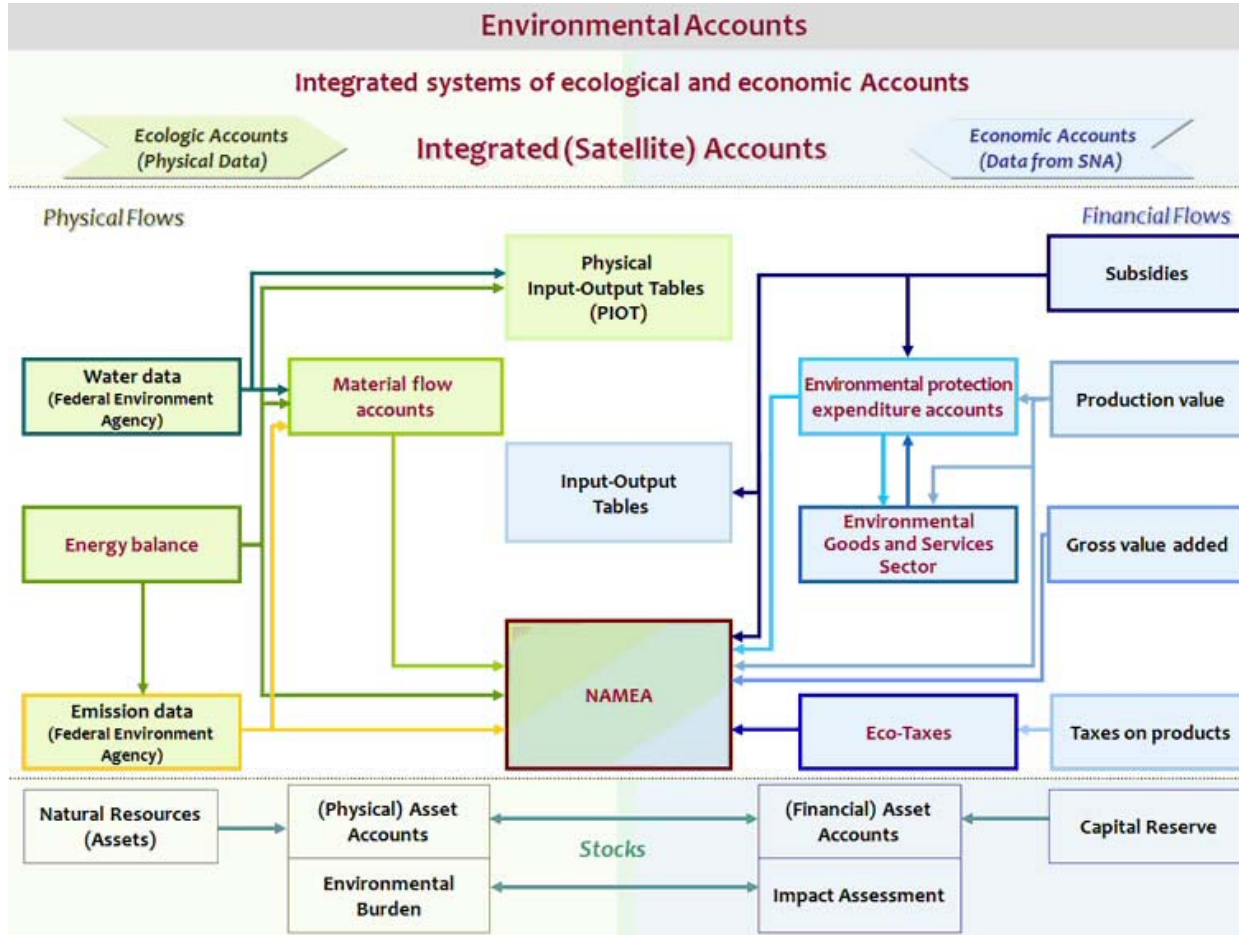 Environmental Accounts
Integrated systems of ecological and economic Accounts
Ecologic Accounts
(Physical Data)
Integrated (Satellite) Accounts
Economic Accounts
(Data from SNA)
Physical Flows
Financial Flows
Physical
Input-Output Tables
(PIOT)
Subsidies
Water data
(Federal Environment
Agency)
Material flow
accounts
Environmental protection
expenditure accounts
Production value
Input-Output
Tables
Energy balance
Environmental
Goods and Services
Sector
Gross value added
NAMEA
Emission data
(Federal Environment
Agency)
Eco-Taxes
Taxes on products
Natural Resources
(Assets)
(Physical) Asset
Accounts
Stocks
(Financial) Asset
Accounts
Capital Reserve
Environmental
Burden
Impact Assessment